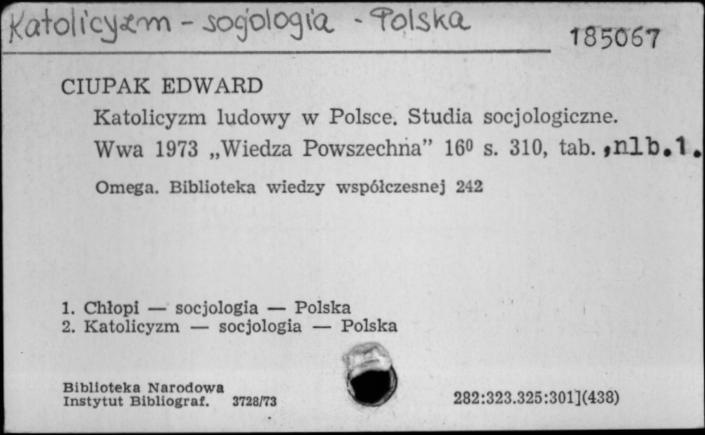 Katolicyzm - socjologia - Polska
185067
CIUPAK EDWARD
Katolicyzm ludowy w Polsce. Studia socjologiczne.
Wwa 1973 „Wiedza Powszechna” 16⁰ s. 310, tab. ,nlb.1.
Omega. Biblioteka wiedzy współczesnej 242
1. Chłopi — socjologia — Polska
2. Katolicyzm — socjologia — Polska
Biblioteka Narodowa
Instytut Bibliograf. 3728/73
282:323.325:301](438)